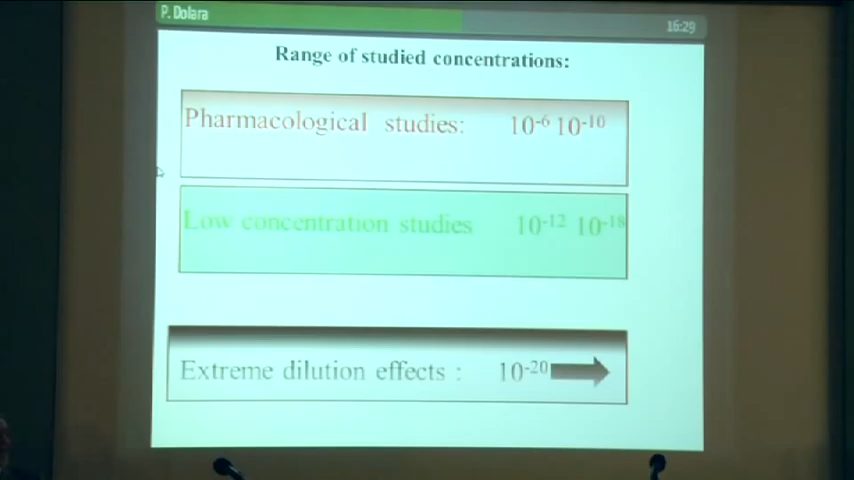 P. Dolara
16:29
Range of studied concentrations:
Pharmacological studies: 10⁻⁶ 10⁻¹⁰
Low concentration studies 10⁻¹² 10⁻¹⁸
Extreme dilution effects : 10⁻²⁰